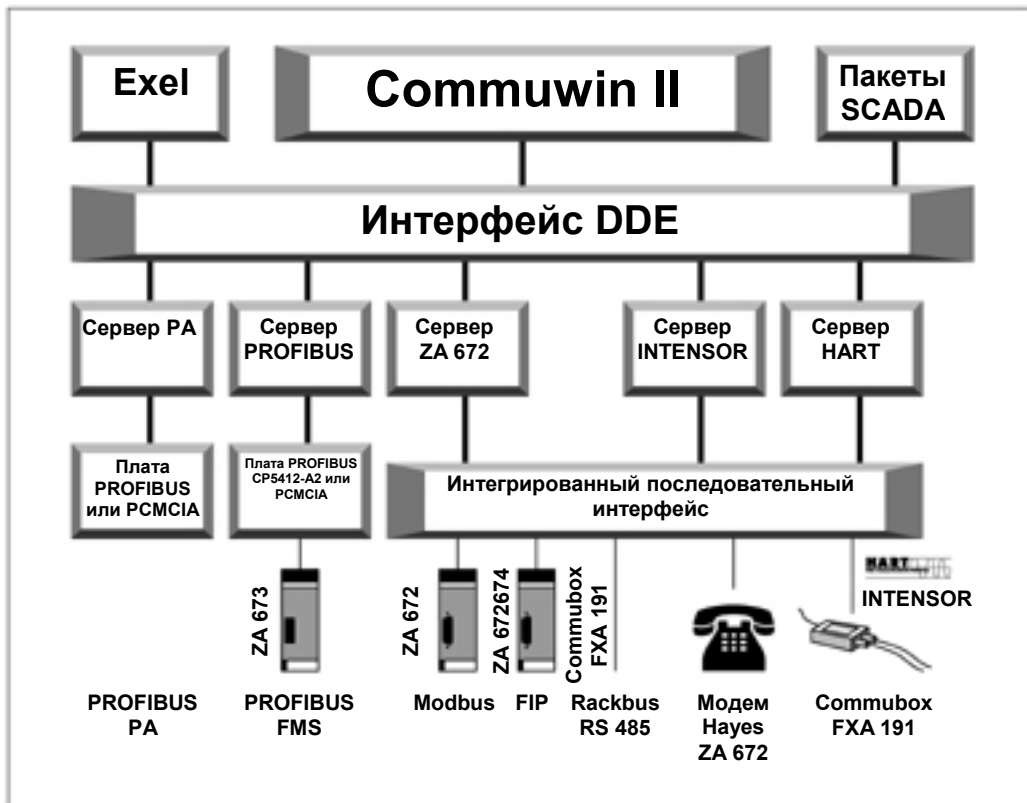 Exel
Commuwin II
Пакеты
SCADA
Интерфейс DDE
Сервер PA
Сервер
PROFIBUS
Сервер
ZA 672
Сервер
INTENSOR
Сервер
HART
Плата
PROFIBUS
или PCMCIA
Плата PROFIBUS
CP5412-A2 или
PCMCIA
Интегрированный последовательный
интерфейс
ZA 673
ZA 672
ZA 672674
Commubox
FXA 191
HART
INTENSOR
PROFIBUS
PA
PROFIBUS
FMS
Modbus
FIP
Rackbus
RS 485
Модем
Hayes
ZA 672
Commubox
FXA 191